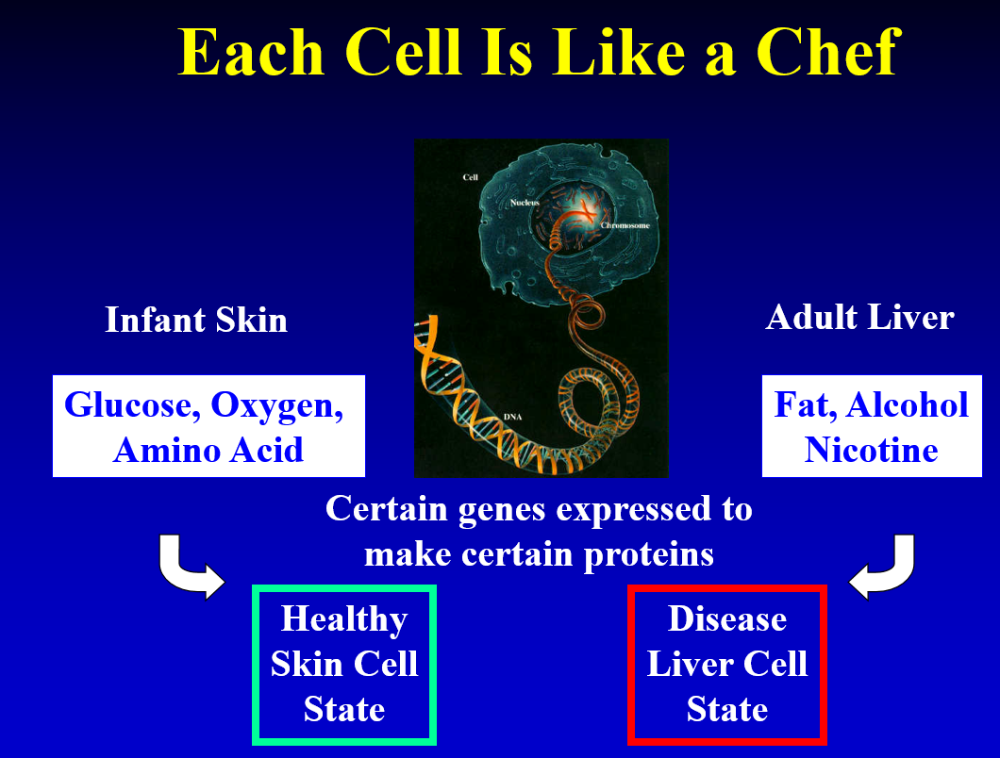 Each Cell Is Like a Chef
Cell
Nucleus
Chromosome
DNA
Infant Skin
Glucose, Oxygen,
Amino Acid
Adult Liver
Fat, Alcohol
Nicotine
Certain genes expressed to
make certain proteins
Healthy
Skin Cell
State
Disease
Liver Cell
State